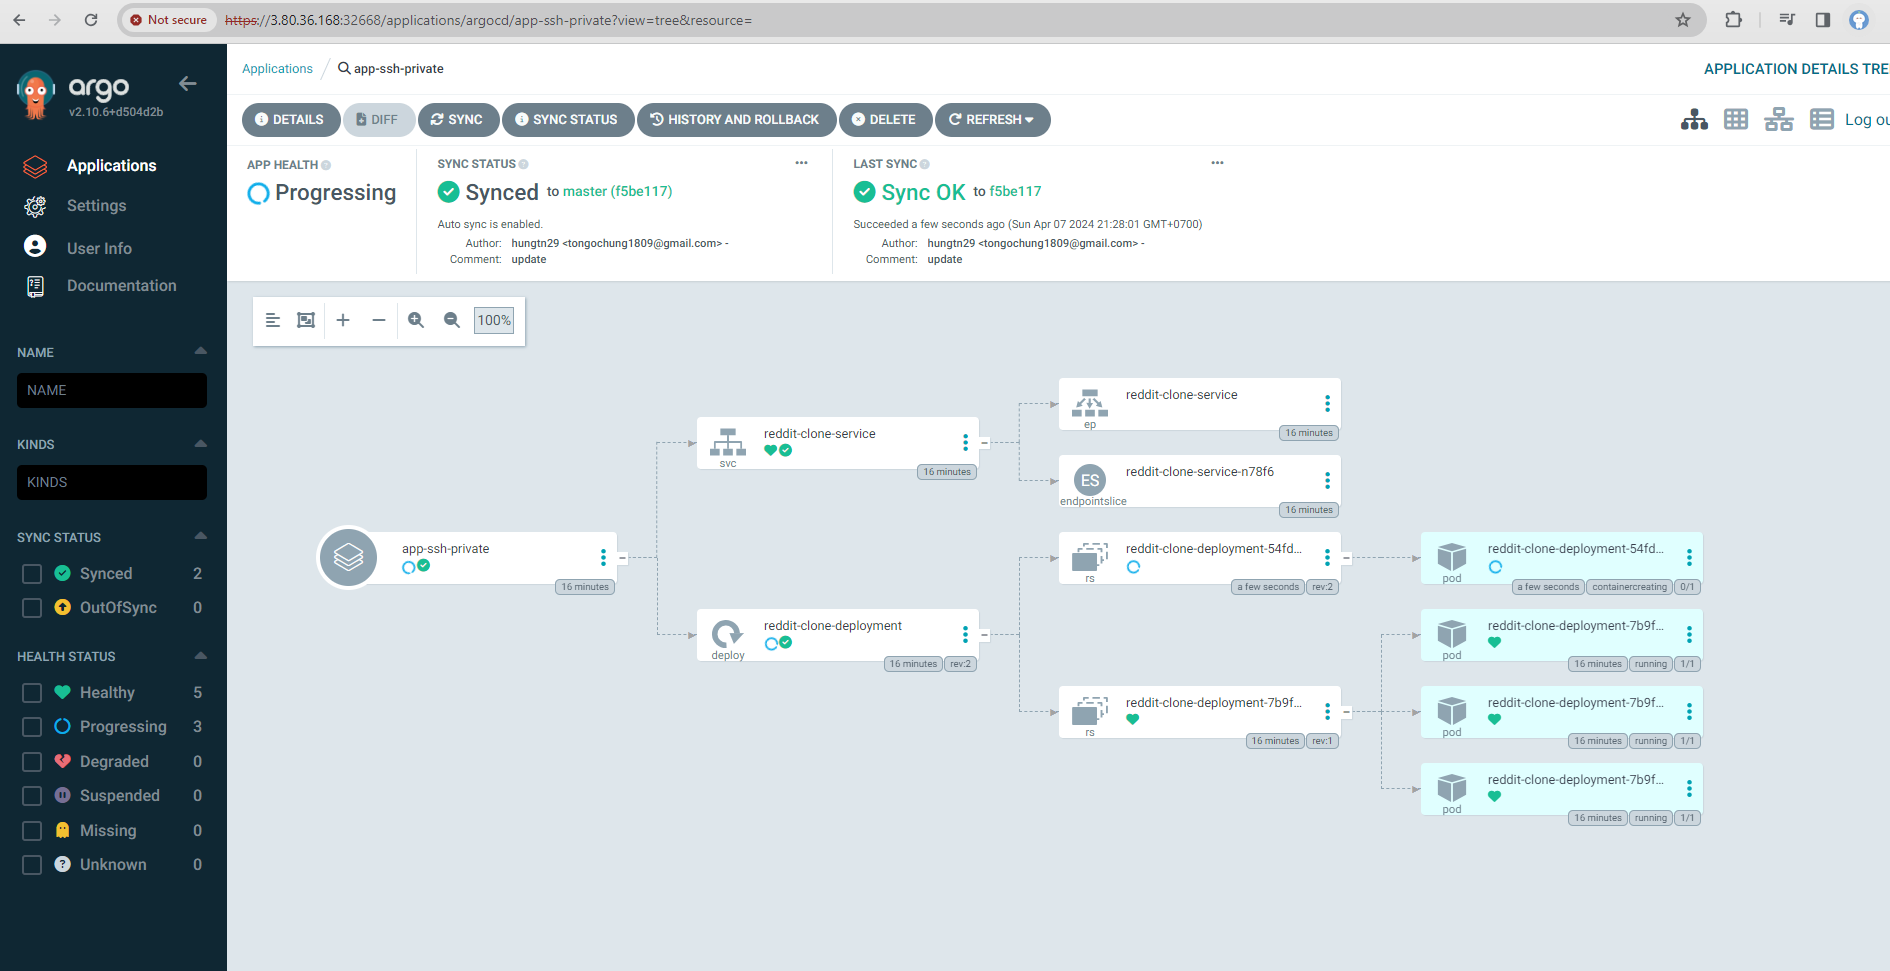 Not secure https://3.80.36.168:32668/applications/argocd/app-ssh-private?view=tree&resource=
argo
v2.10.6+d504d2b
Applications
Settings
User Info
Documentation
NAME
NAME
KINDS
KINDS
SYNC STATUS
Synced 2
OutOfSync 0
HEALTH STATUS
Healthy 5
Progressing 3
Degraded 0
Suspended 0
Missing 0
Unknown 0
Applications / app-ssh-private
APPLICATION DETAILS TRE
DETAILS DIFF SYNC SYNC STATUS HISTORY AND ROLLBACK DELETE REFRESH
Log ou
APP HEALTH
Progressing
SYNC STATUS
Synced to master (f5be117)
Auto sync is enabled.
Author: hungtn29 <tongochung1809@gmail.com> -
Comment: update
LAST SYNC
Sync OK to f5be117
Succeeded a few seconds ago (Sun Apr 07 2024 21:28:01 GMT+0700)
Author: hungtn29 <tongochung1809@gmail.com> -
Comment: update
100%
app-ssh-private
16 minutes
reddit-clone-service
svc
16 minutes
reddit-clone-deployment
deploy
16 minutes rev:2
reddit-clone-service
ep
16 minutes
ES
reddit-clone-service-n78f6
endpointslice
16 minutes
reddit-clone-deployment-54fd...
rs
a few seconds rev:2
reddit-clone-deployment-7b9f...
rs
16 minutes rev:1
reddit-clone-deployment-54fd...
pod
a few seconds containercreating 0/1
reddit-clone-deployment-7b9f...
pod
16 minutes running 1/1
reddit-clone-deployment-7b9f...
pod
16 minutes running 1/1
reddit-clone-deployment-7b9f...
pod
16 minutes running 1/1